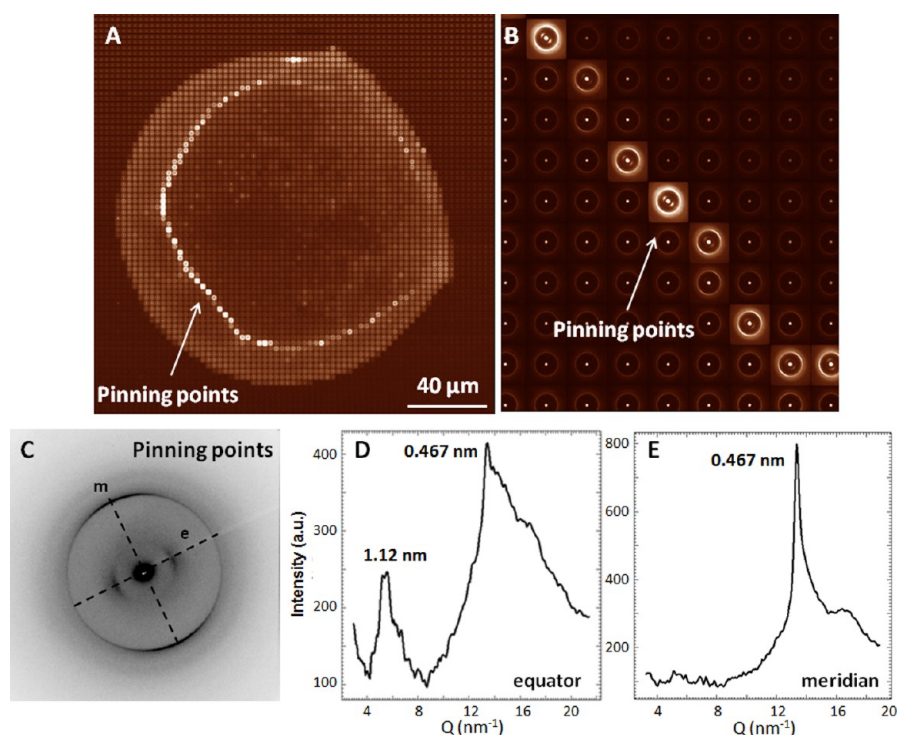 A
Pinning points
40 µm
B
Pinning points
C
Pinning points
m
e
D
0.467 nm
1.12 nm
equator
Intensity (a.u.)
400
300
200
100
4
8
12
16
20
Q (nm⁻¹)
E
0.467 nm
meridian
800
600
400
200
4
8
12
16
20
Q (nm⁻¹)